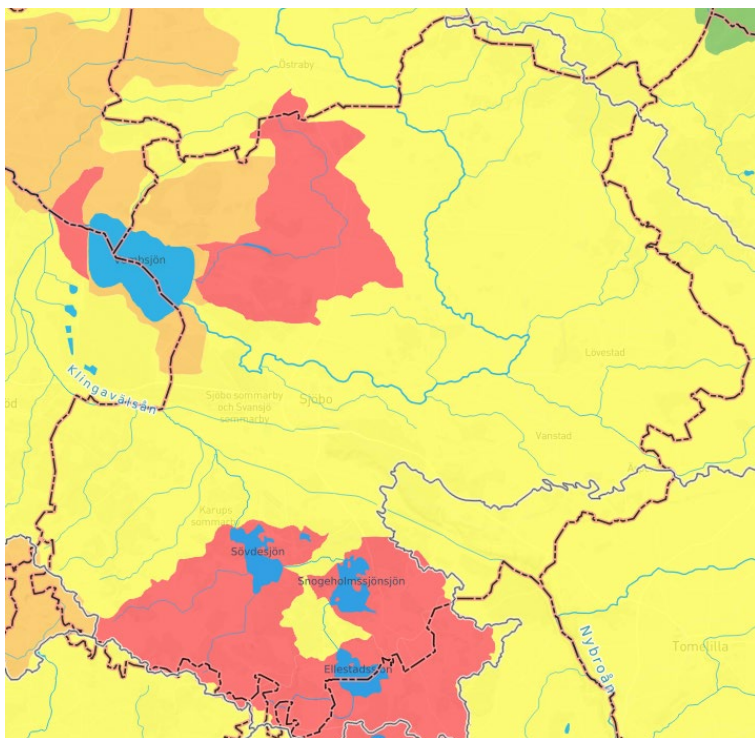 Östraby
Klingavälsån
Lövestad
Sjöbo sommarby
och Svansjö
sommarby
Sjöbo
Vanstad
Karups
sommarby
Sövdesjön
Snogeholmssjönsjön
Nybroån
Tomelilla
Ellestadssjön